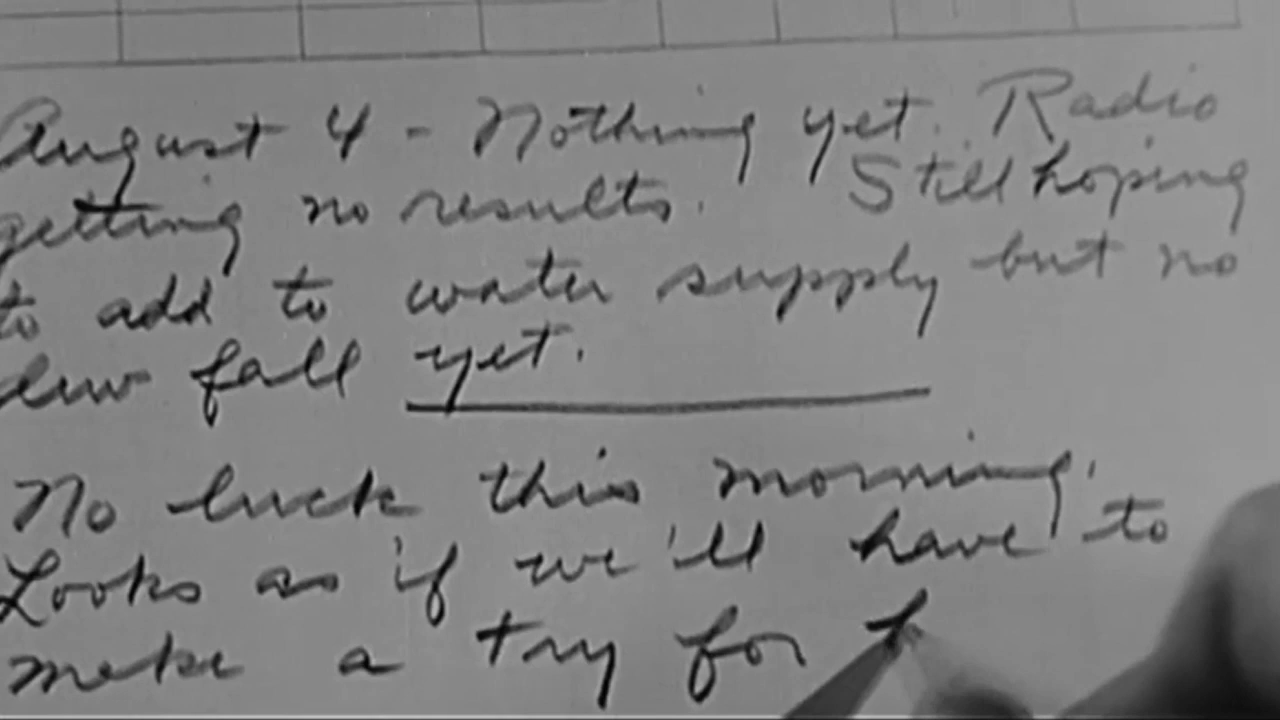 August 4 - Nothing yet. Radio
getting no results. Still hoping
to add to water supply but no
dew fall yet.
No luck this morning.
Looks as if we'll have to
make a try for